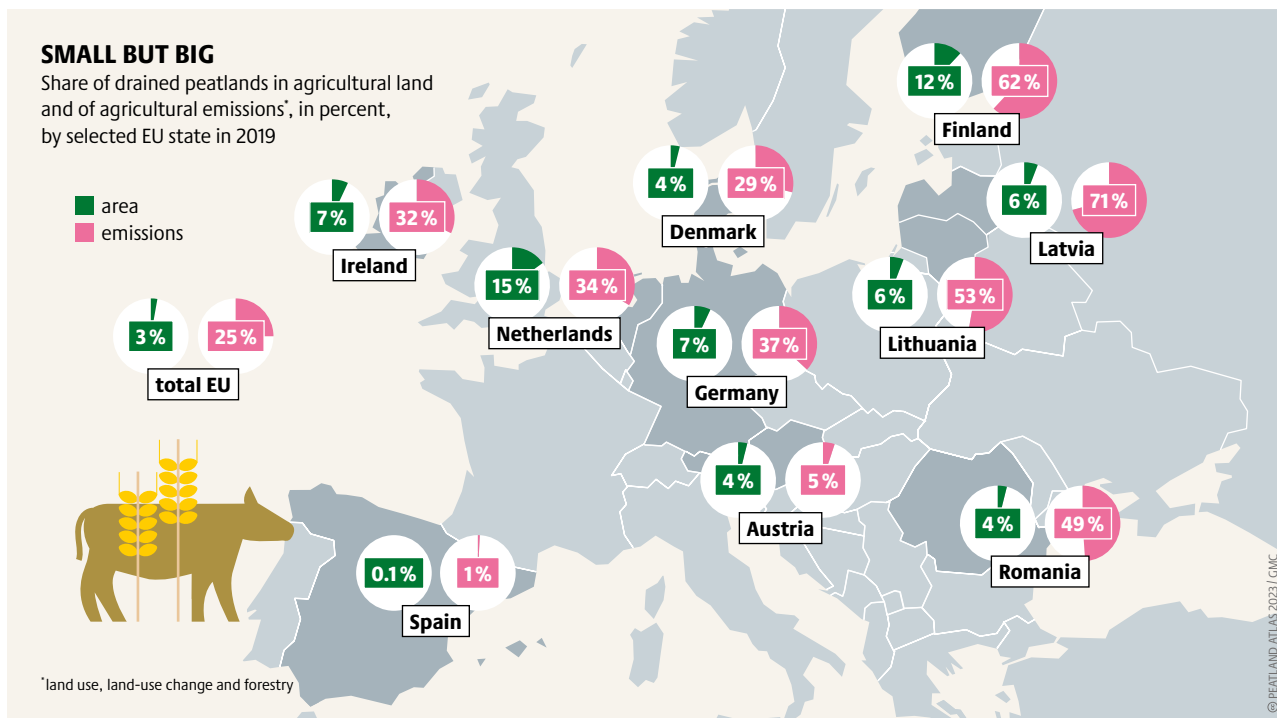 SMALL BUT BIG
Share of drained peatlands in agricultural land
and of agricultural emissions*, in percent,
by selected EU state in 2019
area
emissions
12 %
62 %
Finland
4 %
29 %
Denmark
6 %
71 %
Latvia
7 %
32 %
Ireland
15 %
34 %
Netherlands
6 %
53 %
Lithuania
3 %
25 %
total EU
7 %
37 %
Germany
4 %
5 %
Austria
4 %
49 %
Romania
0.1 %
1 %
Spain
*land use, land-use change and forestry
© PEATLAND ATLAS 2023 / GMC